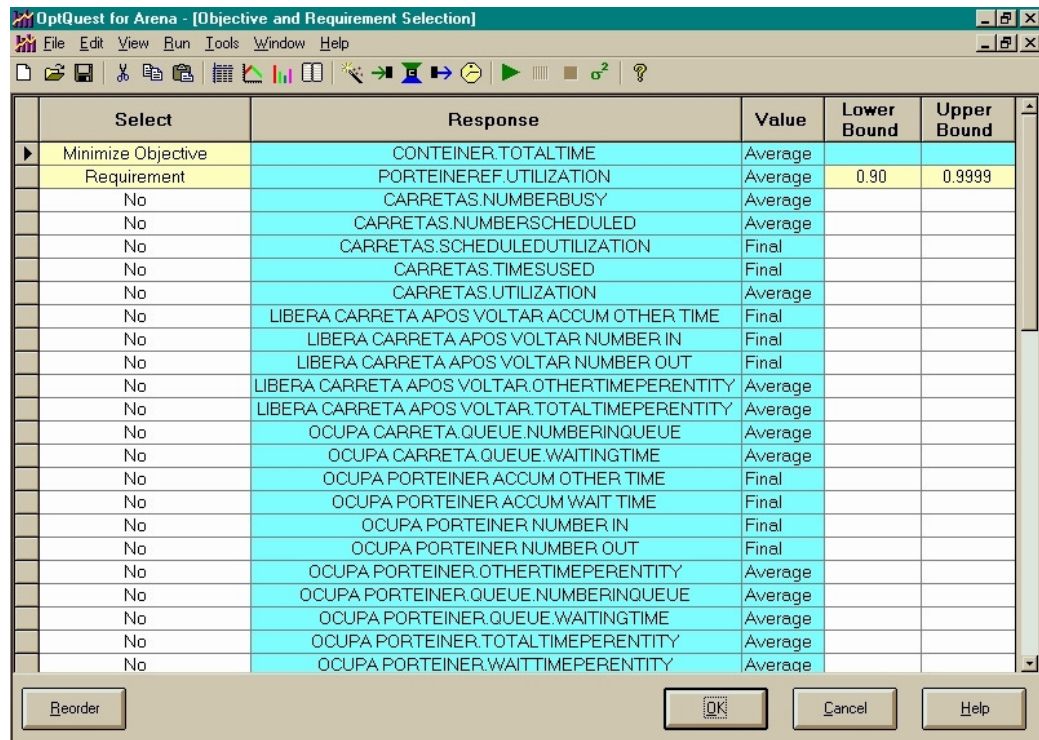 OptQuest for Arena - [Objective and Requirement Selection]
File Edit View Run Tools Window Help
σ² ?
Select Response Value Lower Bound Upper Bound
Minimize Objective CONTEINER.TOTALTIME Average
Requirement PORTEINEREF.UTILIZATION Average 0.90 0.9999
No CARRETAS.NUMBERBUSY Average
No CARRETAS.NUMBERSCHEDULED Average
No CARRETAS.SCHEDULEDUTILIZATION Final
No CARRETAS.TIMESUSED Final
No CARRETAS.UTILIZATION Average
No LIBERA CARRETA APOS VOLTAR ACCUM OTHER TIME Final
No LIBERA CARRETA APOS VOLTAR NUMBER IN Final
No LIBERA CARRETA APOS VOLTAR NUMBER OUT Final
No LIBERA CARRETA APOS VOLTAR.OTHERTIMEPERENTITY Average
No LIBERA CARRETA APOS VOLTAR.TOTALTIMEPERENTITY Average
No OCUPA CARRETA.QUEUE.NUMBERINQUEUE Average
No OCUPA CARRETA.QUEUE.WAITINGTIME Average
No OCUPA PORTEINER ACCUM OTHER TIME Final
No OCUPA PORTEINER ACCUM WAIT TIME Final
No OCUPA PORTEINER NUMBER IN Final
No OCUPA PORTEINER NUMBER OUT Final
No OCUPA PORTEINER.OTHERTIMEPERENTITY Average
No OCUPA PORTEINER.QUEUE.NUMBERINQUEUE Average
No OCUPA PORTEINER.QUEUE.WAITINGTIME Average
No OCUPA PORTEINER.TOTALTIMEPERENTITY Average
No OCUPA PORTEINER.WAITTIMEPERENTITY Average
Reorder OK Cancel Help